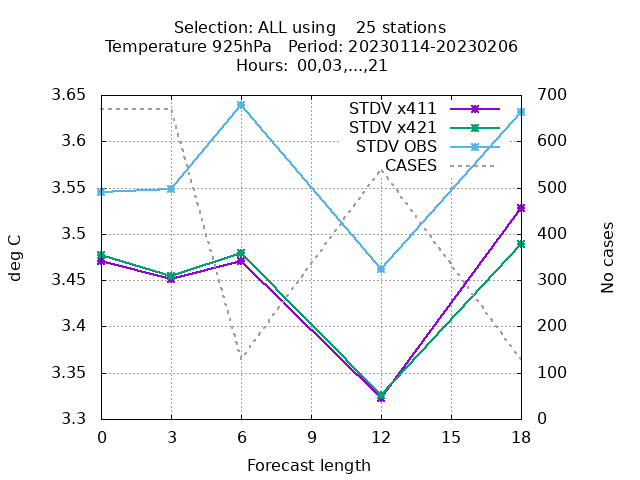 Selection: ALL using    25 stations
Temperature 925hPa   Period: 20230114-20230206
Hours:  00,03,...,21
STDV x411
STDV x421
STDV OBS
CASES
deg C
3.65
3.6
3.55
3.5
3.45
3.4
3.35
3.3
700
600
500
400
300
200
100
0
No cases
0 3 6 9 12 15 18
Forecast length